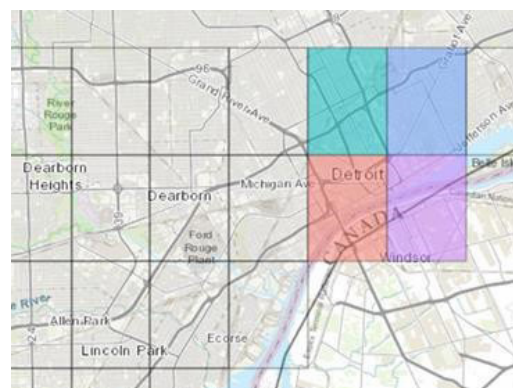 96
Grand River Ave
Gratiot Ave
River
Rouge
Park
Jefferson Ave
Belle Isl
Dearborn
Heights
Michigan Ave
Detroit
Dearborn
39
CANADA
Ford
Rouge
Plant
Windsor
River
Allen Park
24
Ecorse
Lincoln Park